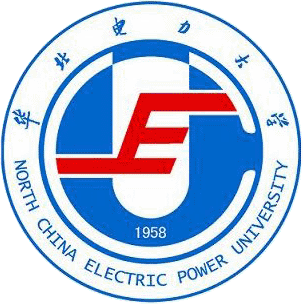 华北电力大学
E
1958
NORTH CHINA ELECTRIC POWER UNIVERSITY